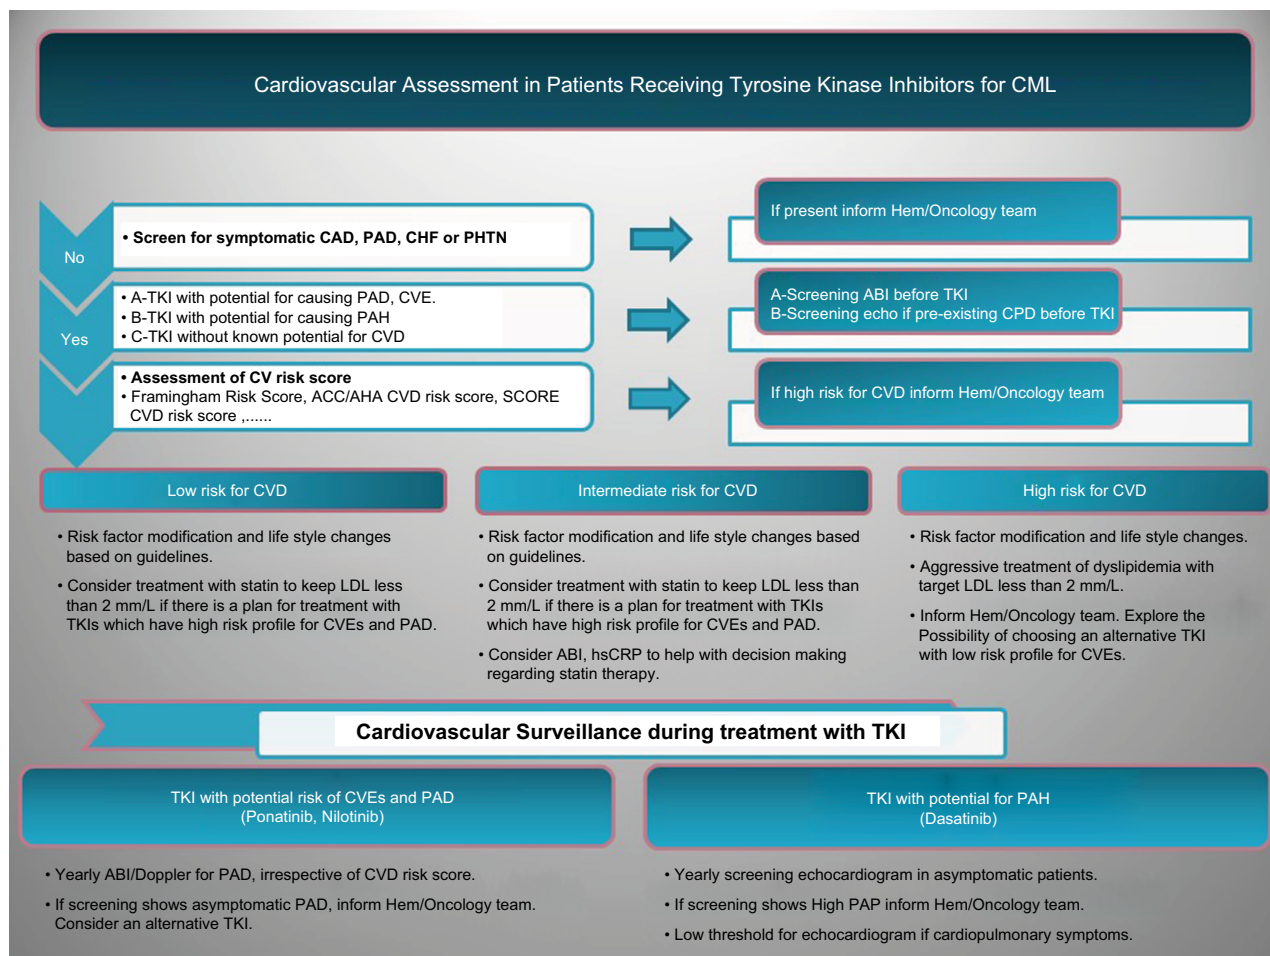 Cardiovascular Assessment in Patients Receiving Tyrosine Kinase Inhibitors for CML
No
• Screen for symptomatic CAD, PAD, CHF or PHTN
If present inform Hem/Oncology team
Yes
• A-TKI with potential for causing PAD, CVE.
• B-TKI with potential for causing PAH
• C-TKI without known potential for CVD
A-Screening ABI before TKI
B-Screening echo if pre-existing CPD before TKI
• Assessment of CV risk score
• Framingham Risk Score, ACC/AHA CVD risk score, SCORE
CVD risk score ,......
If high risk for CVD inform Hem/Oncology team
Low risk for CVD
• Risk factor modification and life style changes
based on guidelines.
• Consider treatment with statin to keep LDL less
than 2 mm/L if there is a plan for treatment with
TKIs which have high risk profile for CVEs and PAD.
Intermediate risk for CVD
• Risk factor modification and life style changes based
on guidelines.
• Consider treatment with statin to keep LDL less than
2 mm/L if there is a plan for treatment with TKIs
which have high risk profile for CVEs and PAD.
• Consider ABI, hsCRP to help with decision making
regarding statin therapy.
High risk for CVD
• Risk factor modification and life style changes.
• Aggressive treatment of dyslipidemia with
target LDL less than 2 mm/L.
• Inform Hem/Oncology team. Explore the
Possibility of choosing an alternative TKI
with low risk profile for CVEs.
Cardiovascular Surveillance during treatment with TKI
TKI with potential risk of CVEs and PAD
(Ponatinib, Nilotinib)
• Yearly ABI/Doppler for PAD, irrespective of CVD risk score.
• If screening shows asymptomatic PAD, inform Hem/Oncology team.
Consider an alternative TKI.
TKI with potential for PAH
(Dasatinib)
• Yearly screening echocardiogram in asymptomatic patients.
• If screening shows High PAP inform Hem/Oncology team.
• Low threshold for echocardiogram if cardiopulmonary symptoms.